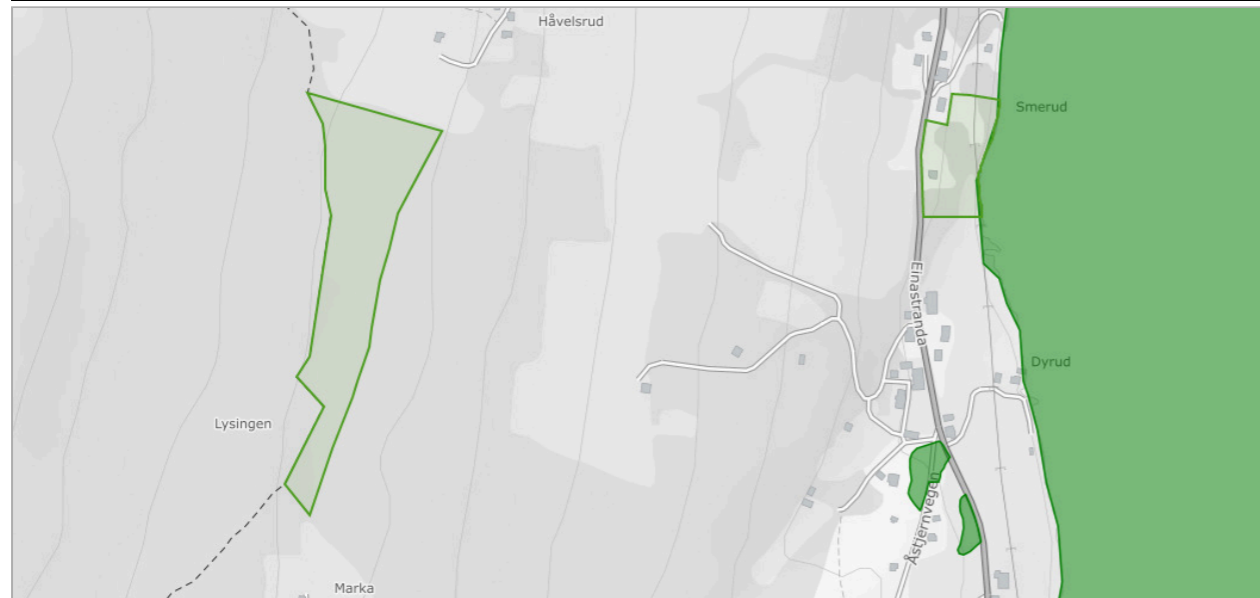 Håvelsrud
Smerud
Einastranda
Dyrud
Lysingen
Åstjernvegen
Marka